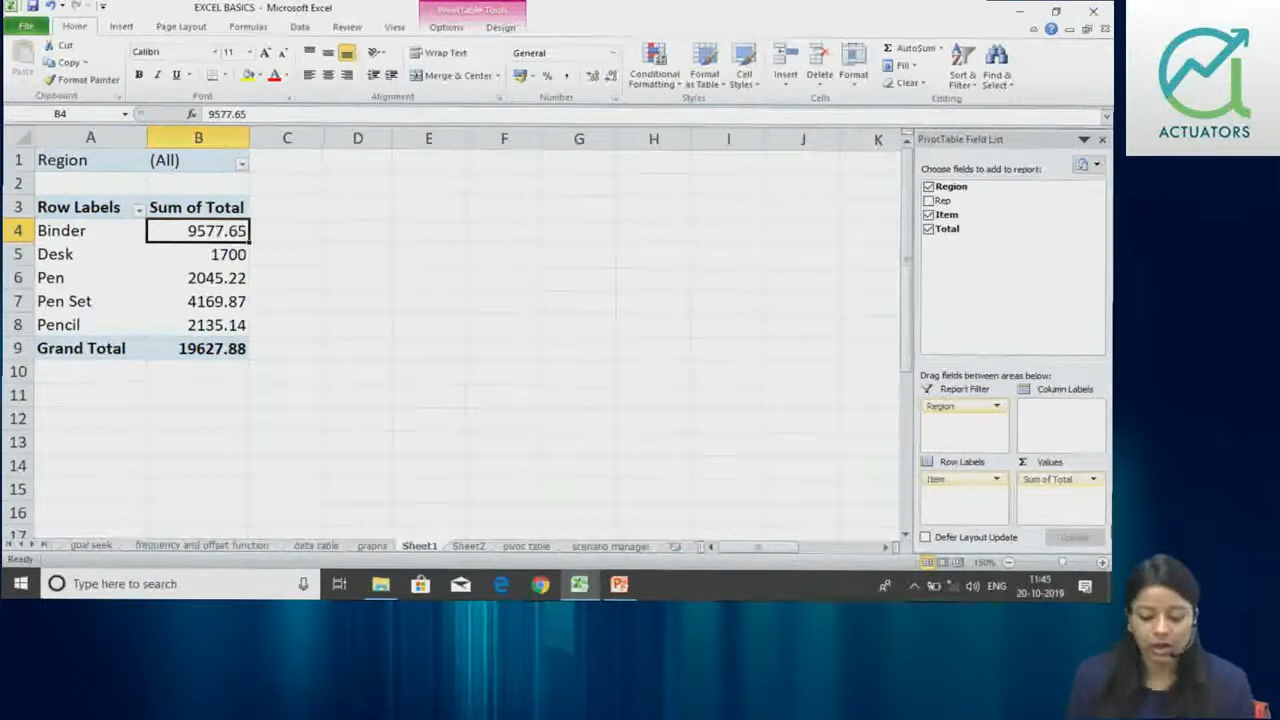 EXCEL BASICS - Microsoft Excel
PivotTable Tools
File Home Insert Page Layout Formulas Data Review View Options Design
Cut
Copy
Format Painter
Paste
Clipboard
Calibri 11
B I U
Font
Wrap Text
Merge & Center
Alignment
General
%
Number
Conditional Formatting
Format as Table
Cell Styles
Styles
Insert Delete Format
Cells
Σ AutoSum
Fill
Clear
Sort & Filter
Find & Select
Editing
B4 fx 9577.65
A B C D E F G H I J K
1 Region (All)
2
3 Row Labels Sum of Total
4 Binder 9577.65
5 Desk 1700
6 Pen 2045.22
7 Pen Set 4169.87
8 Pencil 2135.14
9 Grand Total 19627.88
10
11
12
13
14
15
16
17
PivotTable Field List
Choose fields to add to report:
Region
Rep
Item
Total
Drag fields between areas below:
Report Filter Column Labels
Region
Row Labels Σ Values
Item Sum of Total
Defer Layout Update Update
goal seek frequency and offset function data table graphs Sheet1 Sheet2 pivot table scenario manager
Ready 150%
Type here to search
ENG
11:45
20-10-2019
ACTUATORS